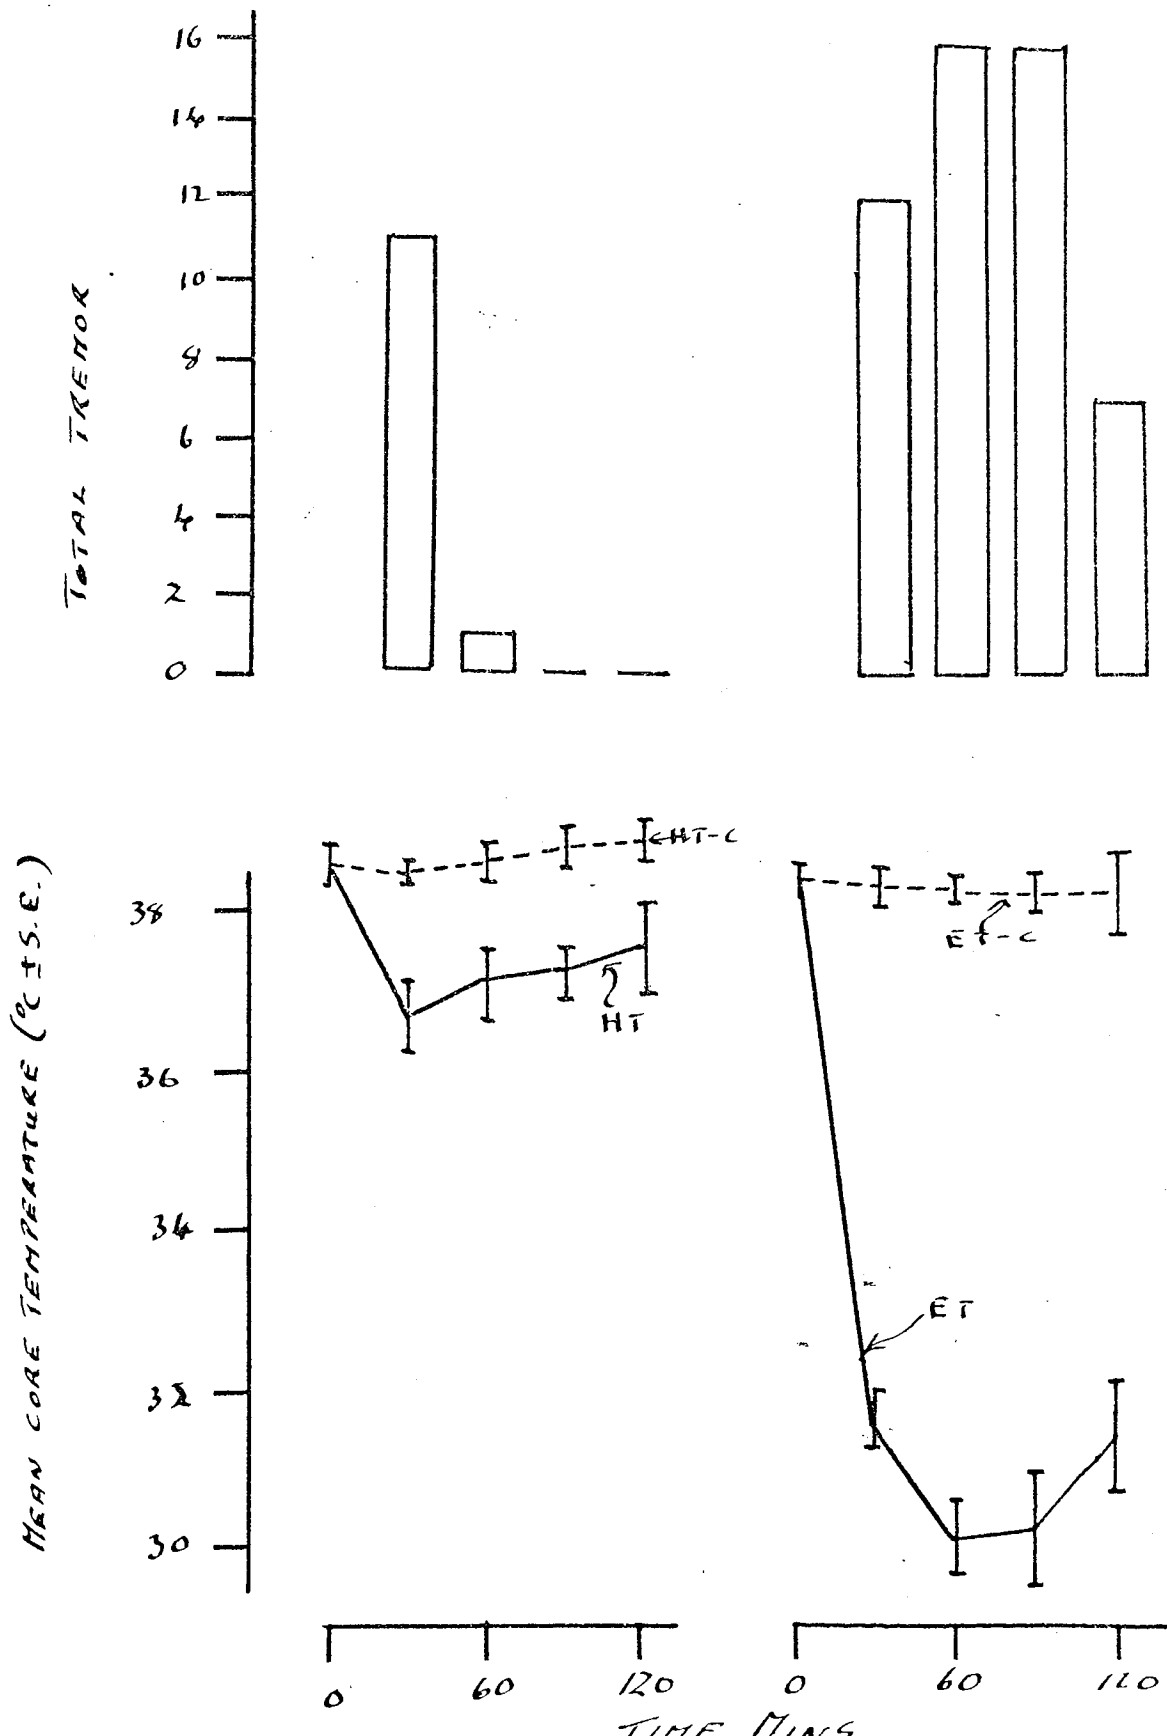 16
14
12
10
8
6
4
2
0
TOTAL TREMOR
HT-C
HT
ET-C
ET
38
36
34
32
30
MEAN CORE TEMPERATURE (°C ± S.E.)
0 60 120 0 60 120
TIME MINS